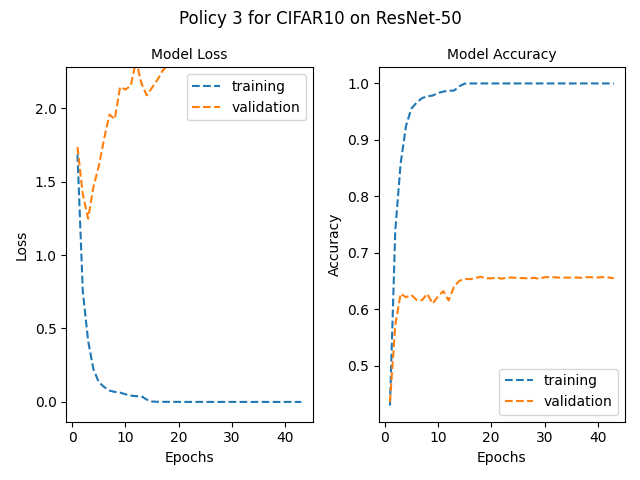 Policy 3 for CIFAR10 on ResNet-50
Model Loss
training
validation
2.0
1.5
1.0
0.5
0.0
Loss
0
10
20
30
40
Epochs
Model Accuracy
1.0
0.9
0.8
0.7
0.6
0.5
Accuracy
training
validation
0
10
20
30
40
Epochs